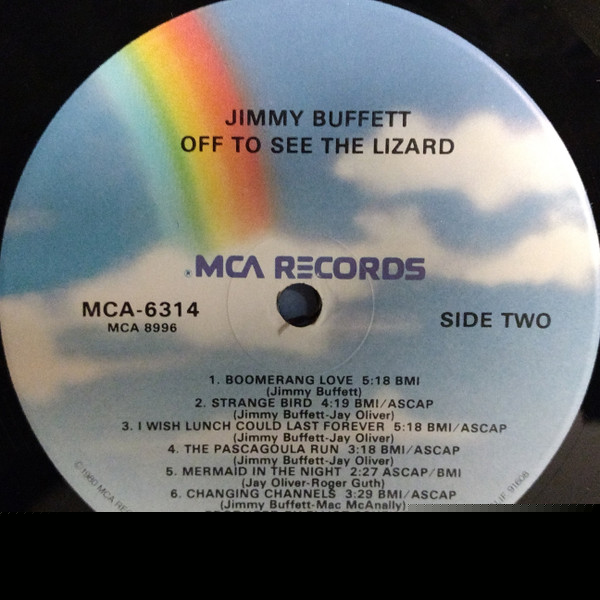 JIMMY BUFFETT
OFF TO SEE THE LIZARD
MCA RECORDS
MCA-6314
MCA 8996
SIDE TWO
1. BOOMERANG LOVE 5:18 BMI
(Jimmy Buffett)
2. STRANGE BIRD 4:19 BMI/ASCAP
(Jimmy Buffett-Jay Oliver)
3. I WISH LUNCH COULD LAST FOREVER 5:18 BMI/ASCAP
(Jimmy Buffett-Jay Oliver)
4. THE PASCAGOULA RUN 3:18 BMI/ASCAP
(Jimmy Buffett-Jay Oliver)
5. MERMAID IN THE NIGHT 2:27 ASCAP/BMI
(Jay Oliver-Roger Guth)
6. CHANGING CHANNELS 3:29 BMI/ASCAP
(Jimmy Buffett-Mac McAnally)
MCA
91608